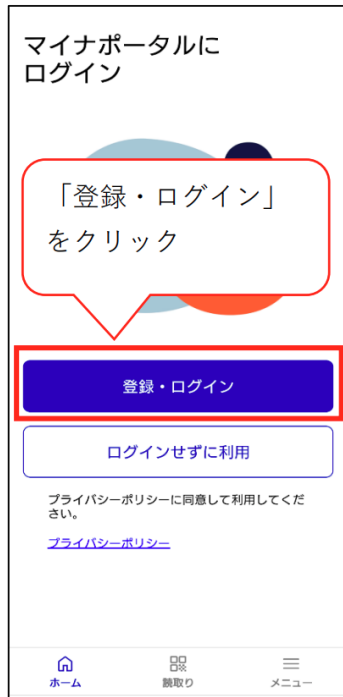 マイナポータルに
ログイン
「登録・ログイン」
をクリック
登録・ログイン
ログインせずに利用
プライバシーポリシーに同意して利用してくだ
さい。
プライバシーポリシー
ホーム
読取り
メニュー